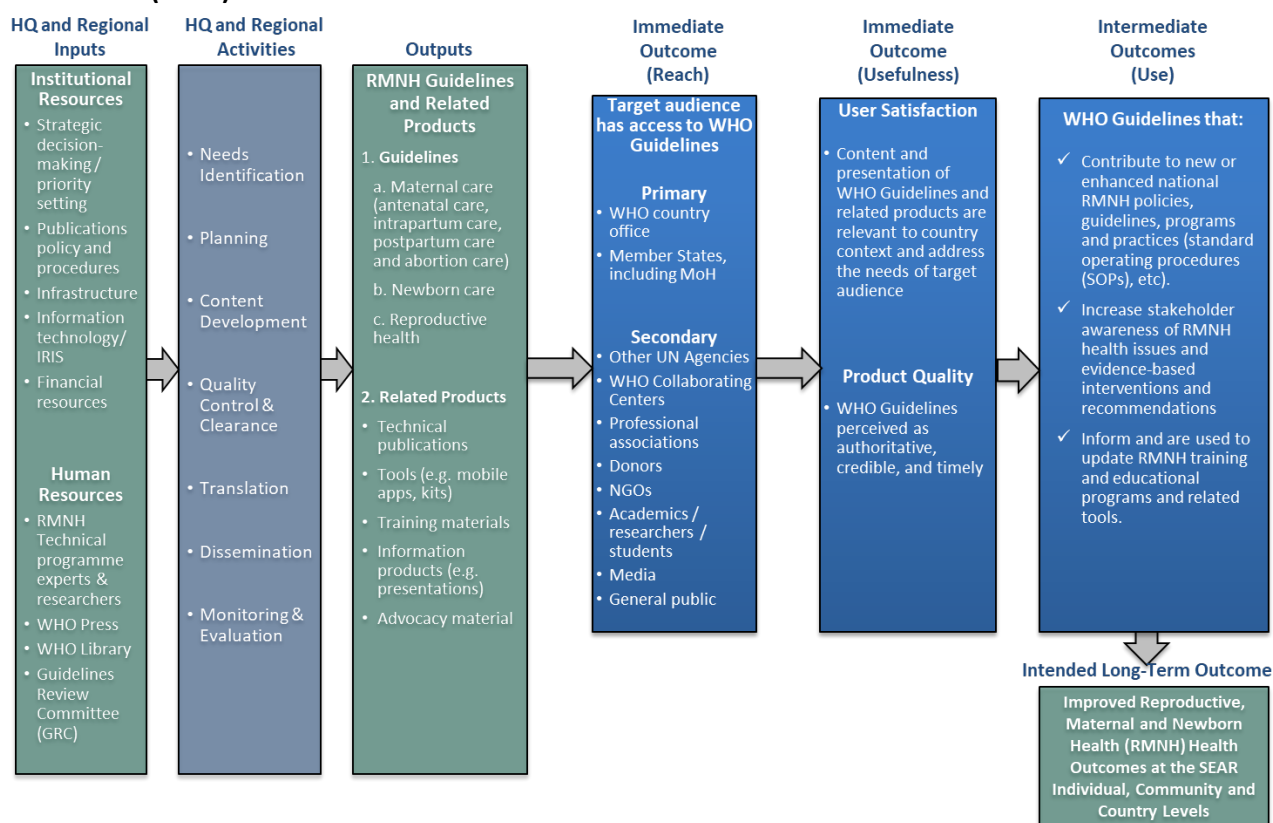 HQ and Regional
Inputs
Institutional
Resources
• Strategic
decision-
making /
priority
setting
• Publications
policy and
procedures
• Infrastructure
• Information
technology/
IRIS
• Financial
resources
Human
Resources
• RMNH
Technical
programme
experts &
researchers
• WHO Press
• WHO Library
• Guidelines
Review
Committee
(GRC)
HQ and Regional
Activities
• Needs
Identification
• Planning
• Content
Development
• Quality
Control &
Clearance
• Translation
• Dissemination
• Monitoring &
Evaluation
Outputs
RMNH Guidelines
and Related
Products
1. Guidelines
a. Maternal care
(antenatal care,
intrapartum care,
postpartum care
and abortion care)
b. Newborn care
c. Reproductive
health
2. Related Products
• Technical
publications
• Tools (e.g. mobile
apps, kits)
• Training materials
• Information
products (e.g.
presentations)
• Advocacy material
Immediate
Outcome
(Reach)
Target audience
has access to WHO
Guidelines
Primary
• WHO country
office
• Member States,
including MoH
Secondary
• Other UN Agencies
• WHO Collaborating
Centers
• Professional
associations
• Donors
• NGOs
• Academics /
researchers /
students
• Media
• General public
Immediate
Outcome
(Usefulness)
User Satisfaction
• Content and
presentation of
WHO Guidelines and
related products are
relevant to country
context and address
the needs of target
audience
Product Quality
• WHO Guidelines
perceived as
authoritative,
credible, and timely
Intermediate
Outcomes
(Use)
WHO Guidelines that:
✓ Contribute to new or
enhanced national
RMNH policies,
guidelines, programs
and practices (standard
operating procedures
(SOPs), etc).
✓ Increase stakeholder
awareness of RMNH
health issues and
evidence-based
interventions and
recommendations
✓ Inform and are used to
update RMNH training
and educational
programs and related
tools.
Intended Long-Term Outcome
Improved Reproductive,
Maternal and Newborn
Health (RMNH) Health
Outcomes at the SEAR
Individual, Community and
Country Levels